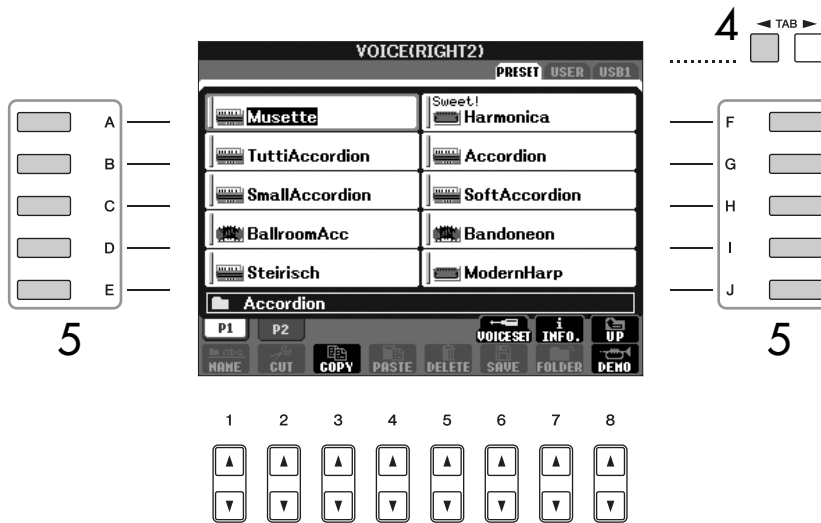 4 ◄ TAB ►
VOICE(RIGHT2)
PRESET USER USB1
A Musette Sweet! Harmonica F
B TuttiAccordion Accordion G
C SmallAccordion SoftAccordion H
D BallroomAcc Bandoneon I
E Steirisch ModernHarp J
Accordion
5 P1 P2 VOICESET i INFO. UP 5
NAME CUT COPY PASTE DELETE SAVE FOLDER DEMO
1 2 3 4 5 6 7 8